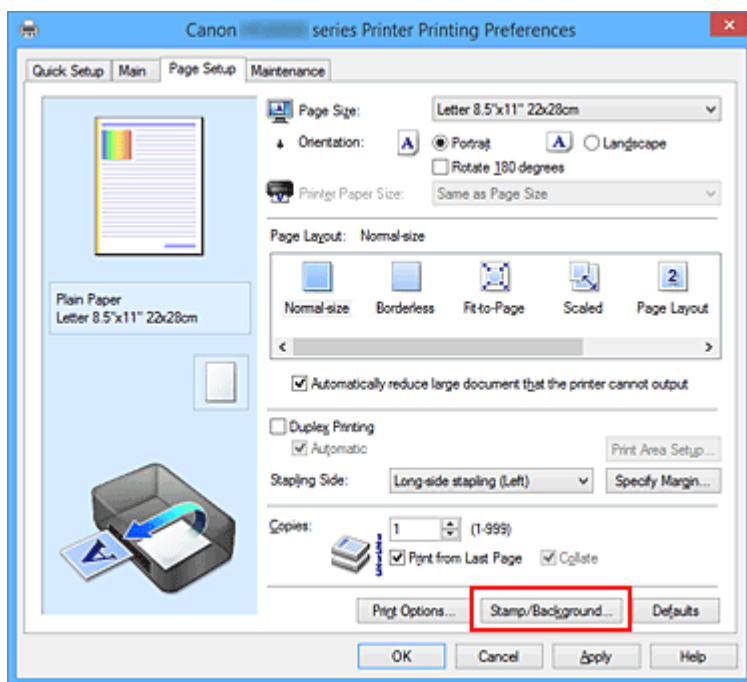 Canon series Printer Printing Preferences
Quick Setup Main Page Setup Maintenance
Page Size: Letter 8.5"x11" 22x28cm
Orientation: A Portrait A Landscape
Rotate 180 degrees
Printer Paper Size: Same as Page Size
Page Layout: Normal-size
2
Normal-size Borderless Fit-to-Page Scaled Page Layout
Plain Paper
Letter 8.5"x11" 22x28cm
Automatically reduce large document that the printer cannot output
Duplex Printing
Automatic
Print Area Setup...
Stapling Side: Long-side stapling (Left) Specify Margin...
Copies: 1 (1-999)
Print from Last Page Collate
A
Print Options... Stamp/Background... Defaults
OK Cancel Apply Help